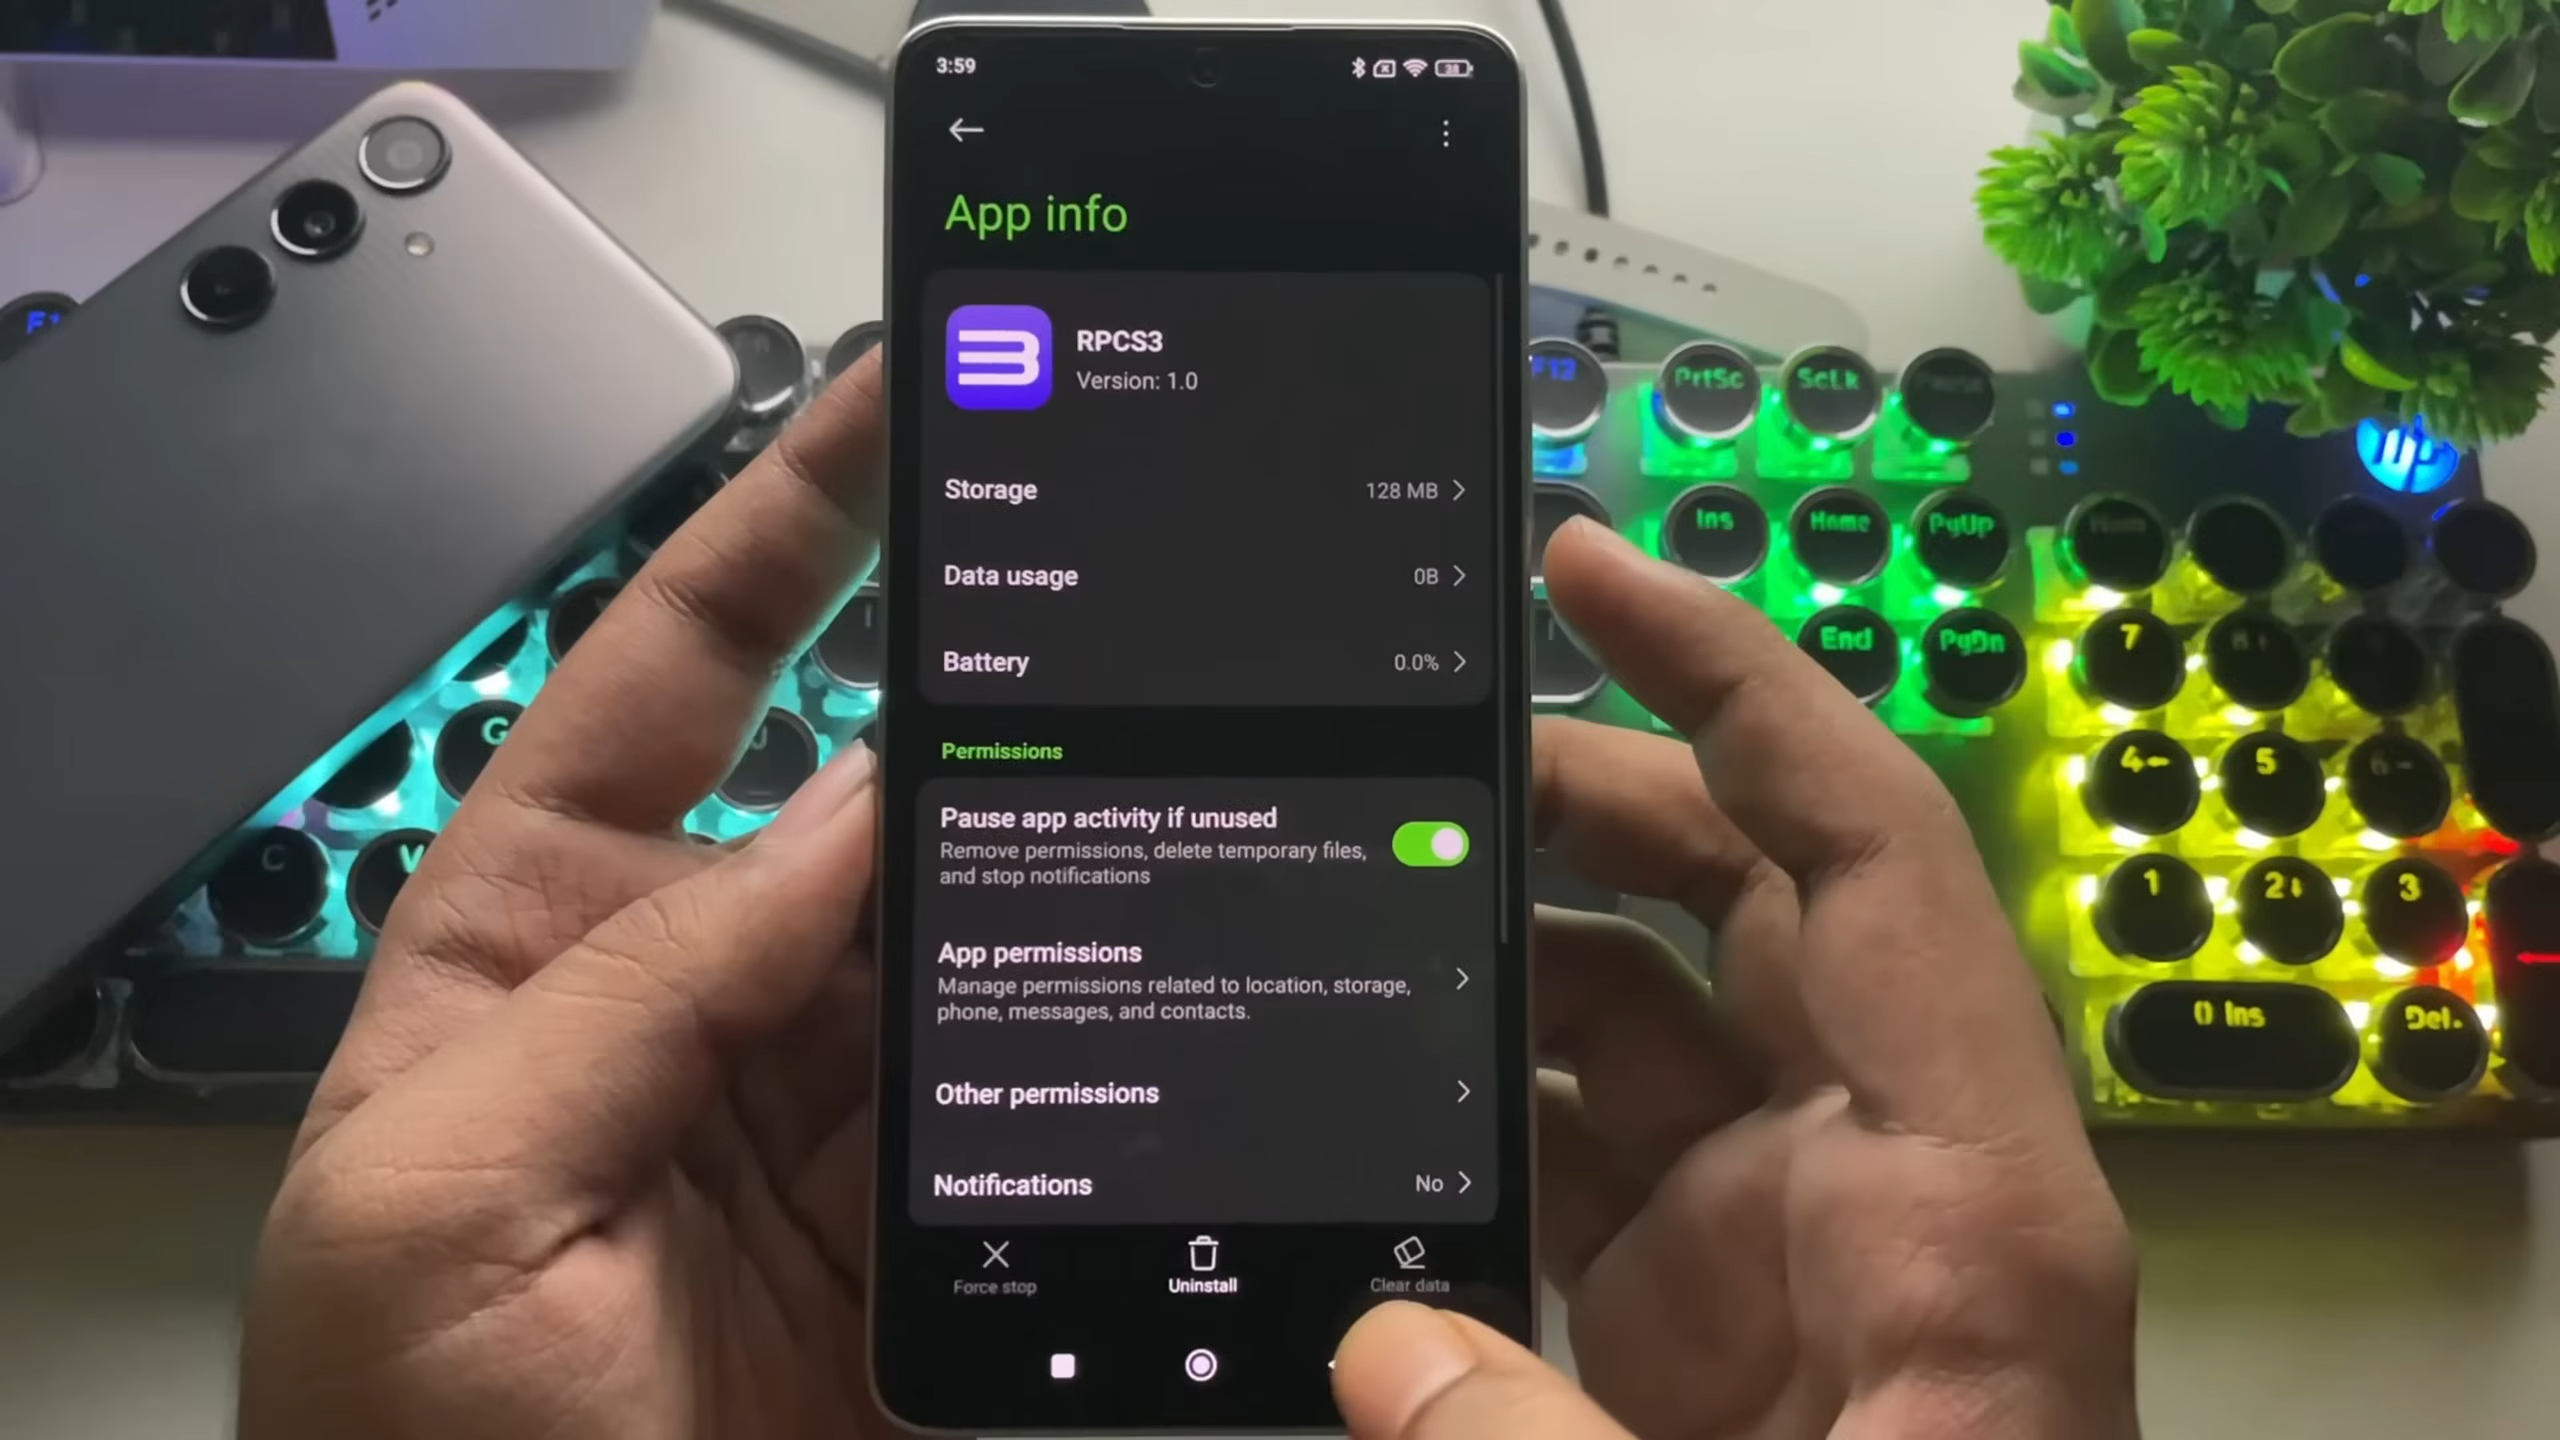 3:59
38
App info
RPCS3
Version: 1.0
Storage
128 MB
Data usage
0B
Battery
0.0%
Permissions
Pause app activity if unused
Remove permissions, delete temporary files,
and stop notifications
App permissions
Manage permissions related to location, storage,
phone, messages, and contacts.
Other permissions
Notifications
No
Force stop
Uninstall
Clear data
F12
PrtSc
ScLk
Ins
Home
PgUp
End
PgDn
7
4
5
1
2
3
0 Ins
Del.
G
C
V
hp